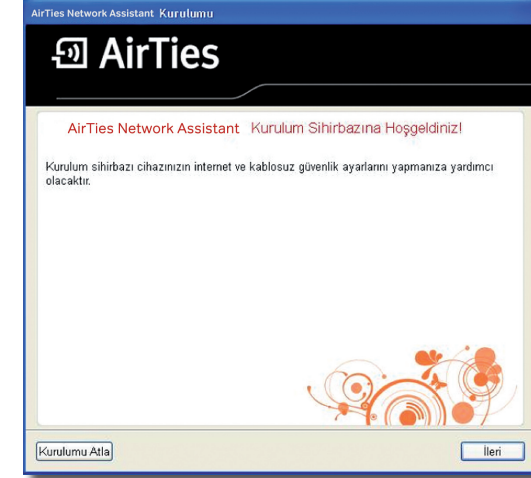 AirTies Network Assistant Kurulumu
AirTies
AirTies Network Assistant Kurulum Sihirbazına Hoşgeldiniz!
Kurulum sihirbazı cihazınızın internet ve kablosuz güvenlik ayarlarını yapmanıza yardımcı
olacaktır.
Kurulumu Atla
İleri